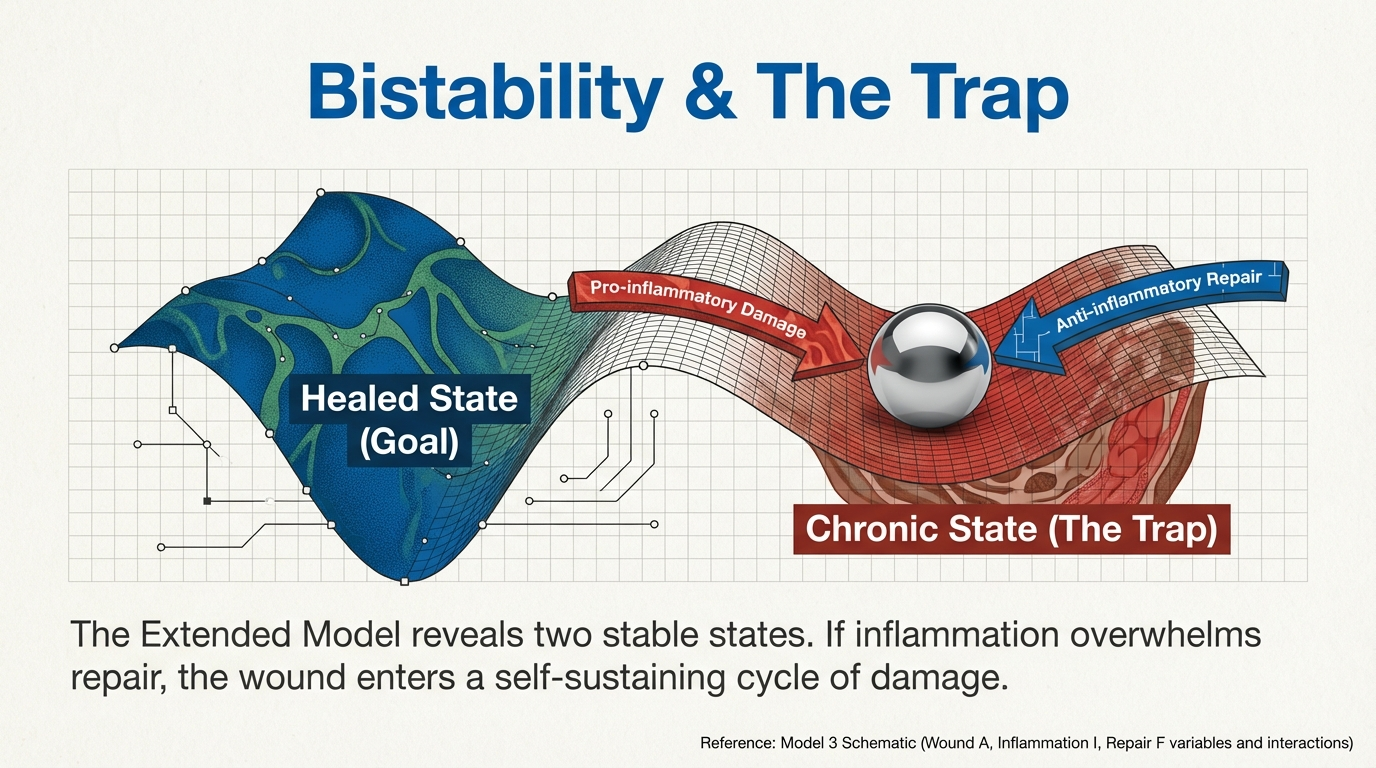 Bistability & The Trap
Pro-inflammatory Damage
Anti-inflammatory Repair
Healed State
(Goal)
Chronic State (The Trap)
The Extended Model reveals two stable states. If inflammation overwhelms
repair, the wound enters a self-sustaining cycle of damage.
Reference: Model 3 Schematic (Wound A, Inflammation I, Repair F variables and interactions)